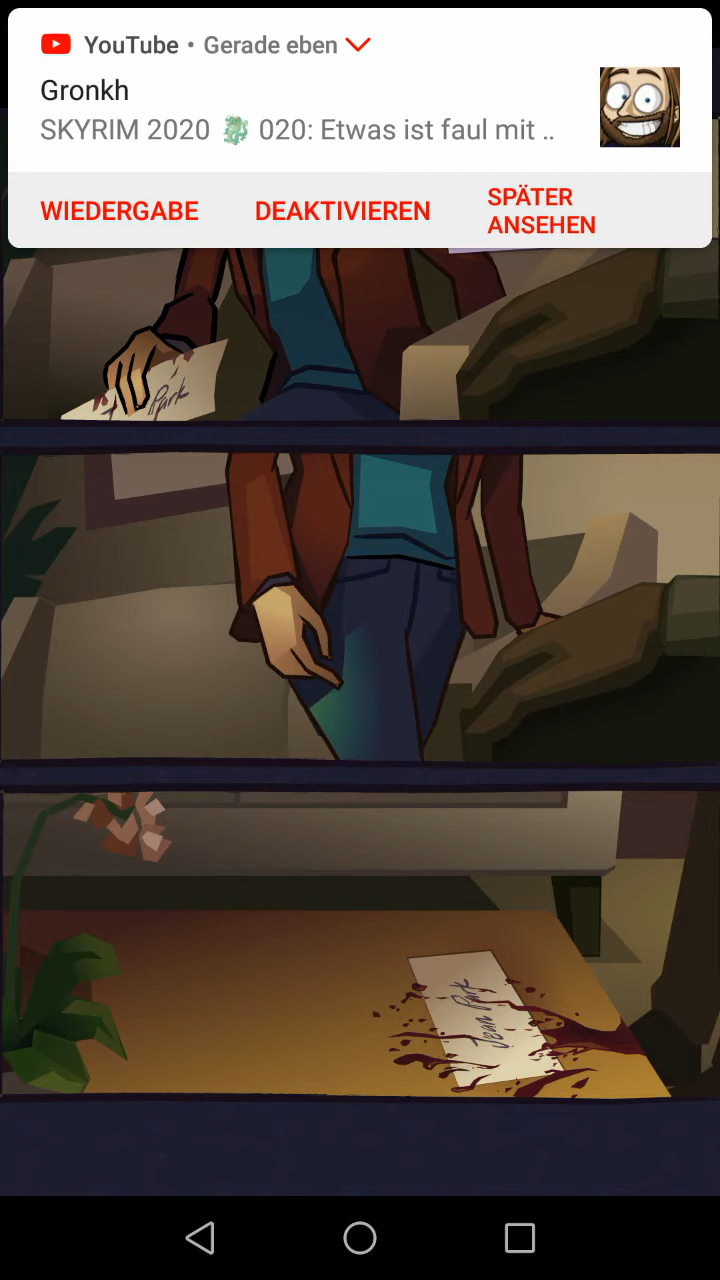 YouTube • Gerade eben
Gronkh
SKYRIM 2020 🐉 020: Etwas ist faul mit ..
WIEDERGABE
DEAKTIVIEREN
SPÄTER
ANSEHEN
Park
Jean Park